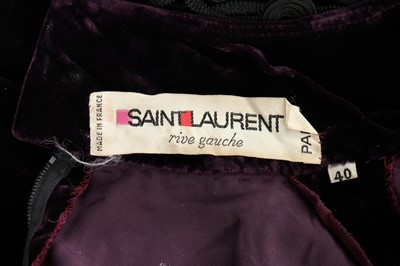 MADE IN FRANCE
SAINT LAURENT
rive gauche
PA
40